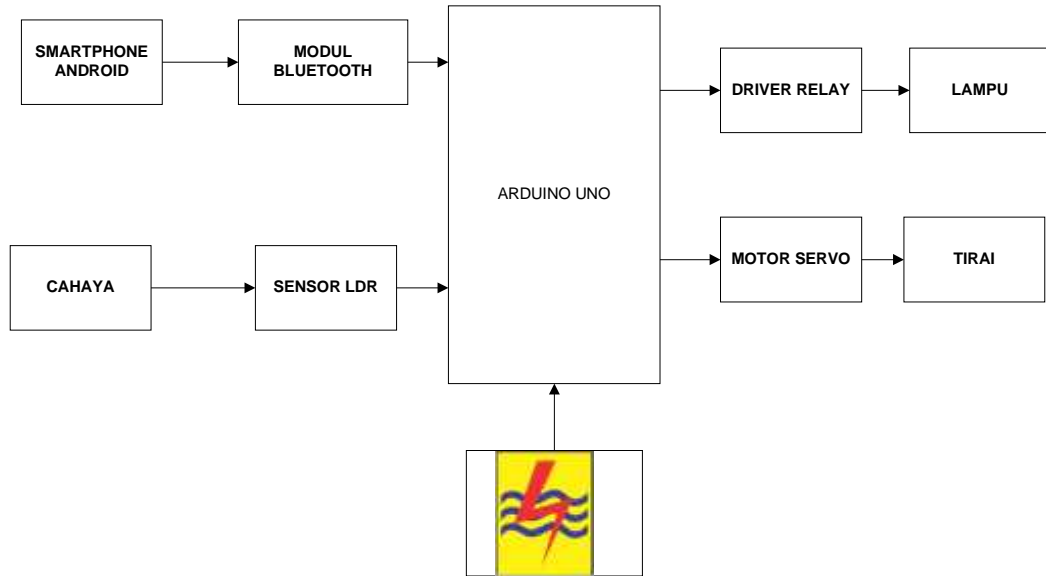 SMARTPHONE
ANDROID
MODUL
BLUETOOTH
ARDUINO UNO
DRIVER RELAY
LAMPU
CAHAYA
SENSOR LDR
MOTOR SERVO
TIRAI